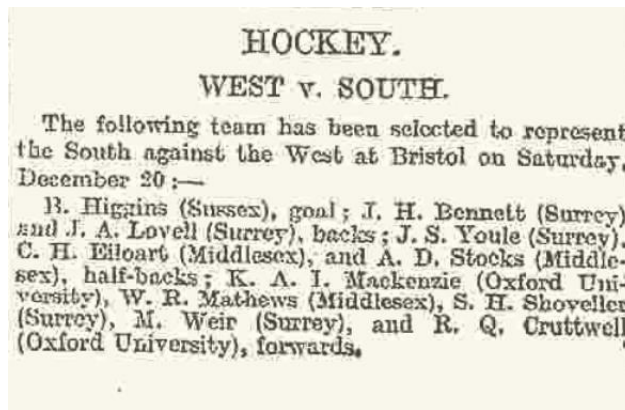 HOCKEY.
WEST v. SOUTH.
The following team has been selected to represent
the South against the West at Bristol on Saturday,
December 20 :—
B. Higgins (Sussex), goal ; J. H. Bennett (Surrey)
and J. A. Lovell (Surrey), backs ; J. S. Youle (Surrey),
C. H. Eiloart (Middlesex), and A. D. Stocks (Middle-
sex), half-backs ; K. A. I. Mackenzie (Oxford Uni-
versity), W. R. Mathews (Middlesex), S. H. Shoveller
(Surrey), M. Weir (Surrey), and R. Q. Cruttwell
(Oxford University), forwards.